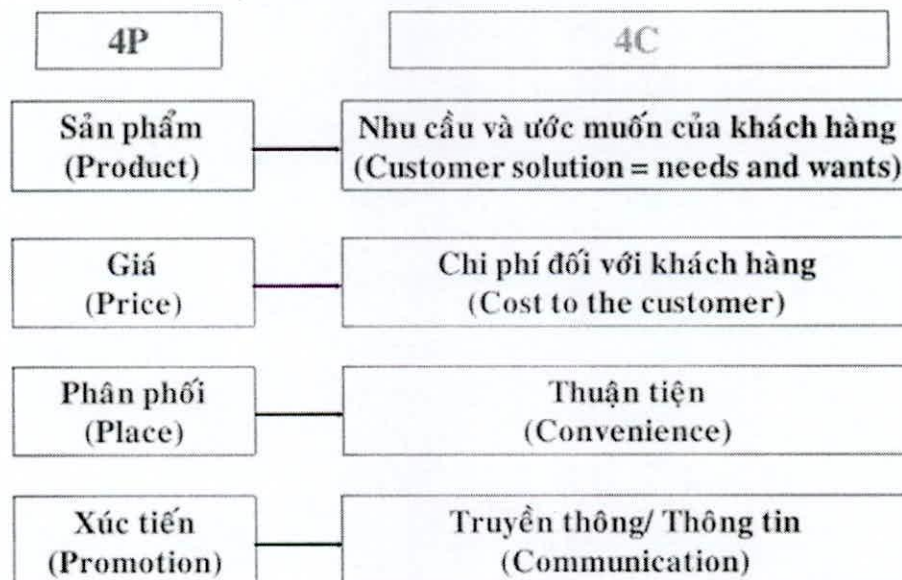 4P
4C
Sản phẩm
(Product)
Nhu cầu và ước muốn của khách hàng
(Customer solution = needs and wants)
Giá
(Price)
Chi phí đối với khách hàng
(Cost to the customer)
Phân phối
(Place)
Thuận tiện
(Convenience)
Xúc tiến
(Promotion)
Truyền thông/ Thông tin
(Communication)